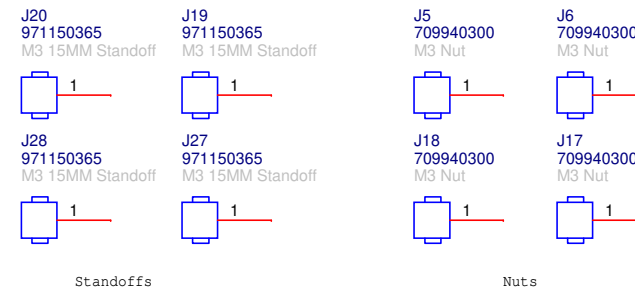 J20
971150365
M3 15MM Standoff
1
J19
971150365
M3 15MM Standoff
1
J5
709940300
M3 Nut
1
J6
709940300
M3 Nut
1
J28
971150365
M3 15MM Standoff
1
J27
971150365
M3 15MM Standoff
1
J18
709940300
M3 Nut
1
J17
709940300
M3 Nut
1
Standoffs
Nuts